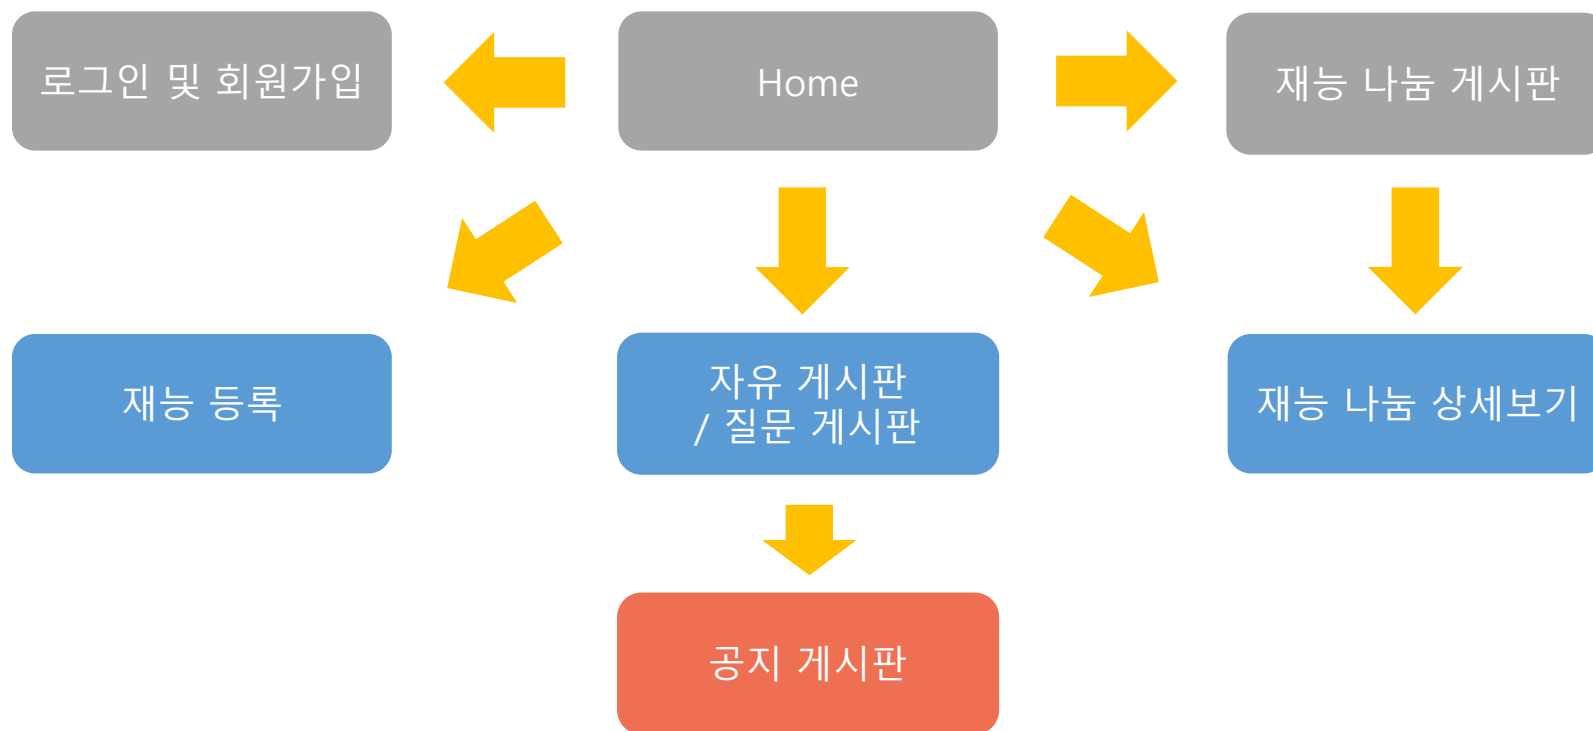 로그인 및 회원가입
Home
재능 나눔 게시판
재능 등록
자유 게시판
/ 질문 게시판
재능 나눔 상세보기
공지 게시판